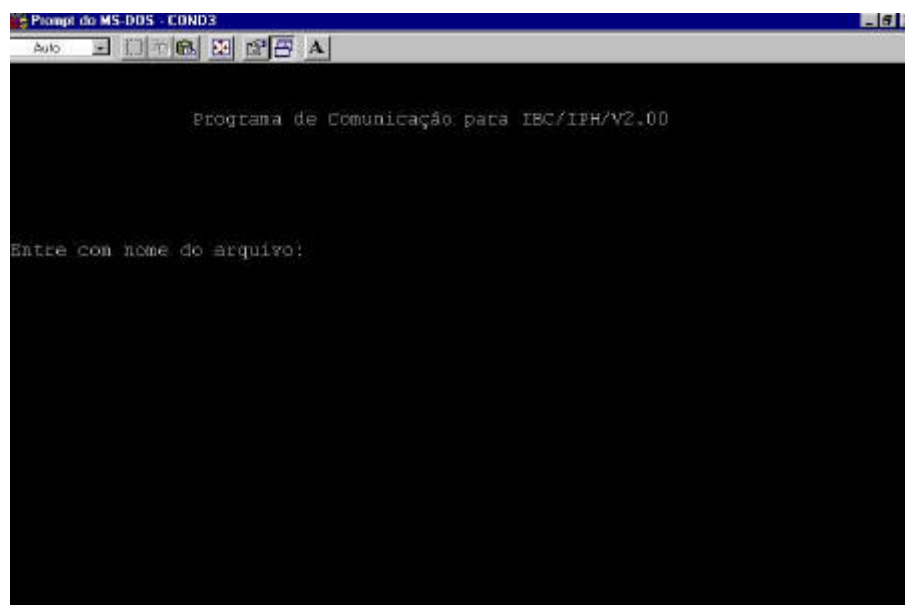 Prompt do MS-DOS - COND3
Auto
A
Programa de Comunicação para IBC/IPH/V2.00
Entre com nome do arquivo: